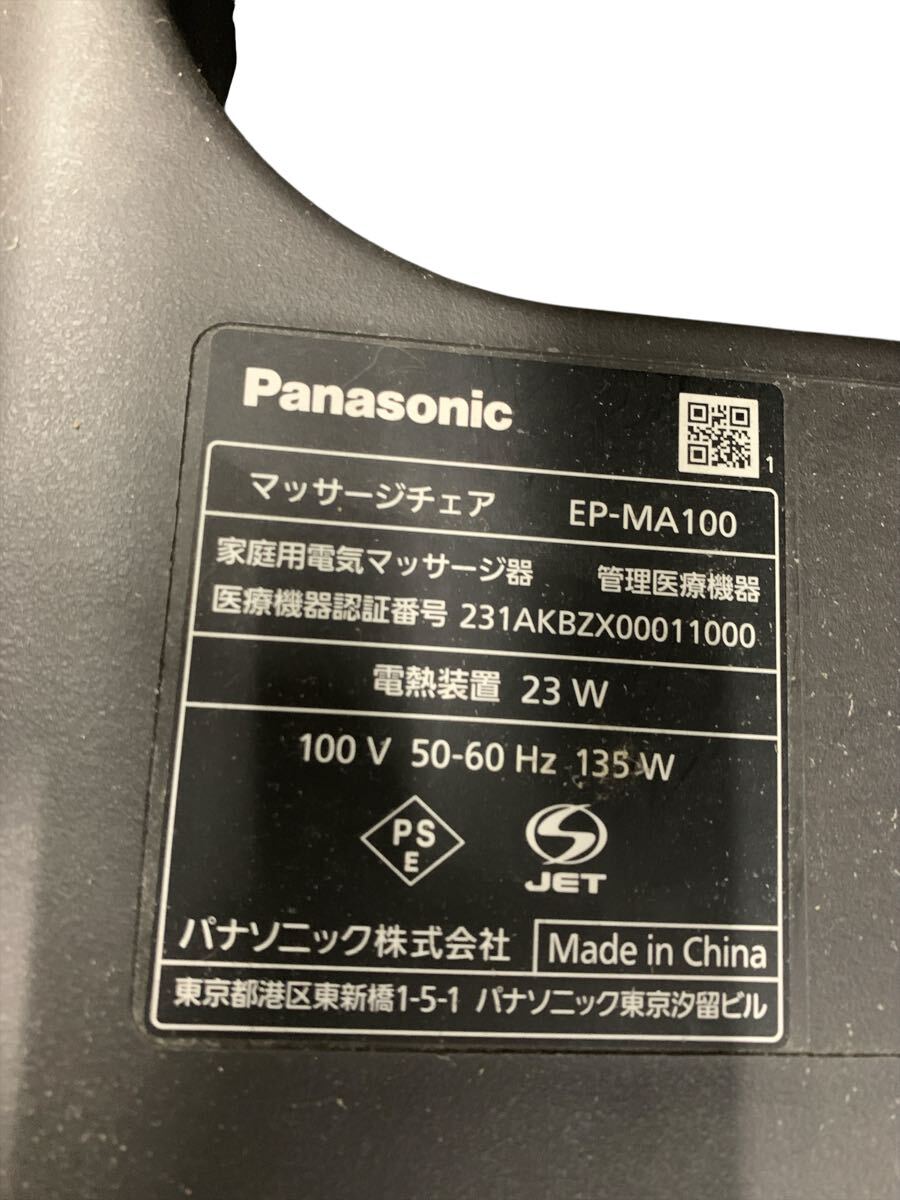 Panasonic
1
マッサージチェア EP-MA100
家庭用電気マッサージ器 管理医療機器
医療機器認証番号 231AKBZX00011000
電熱装置 23 W
100 V 50-60 Hz 135 W
PS
E
JET
パナソニック株式会社 Made in China
東京都港区東新橋1-5-1 パナソニック東京汐留ビル